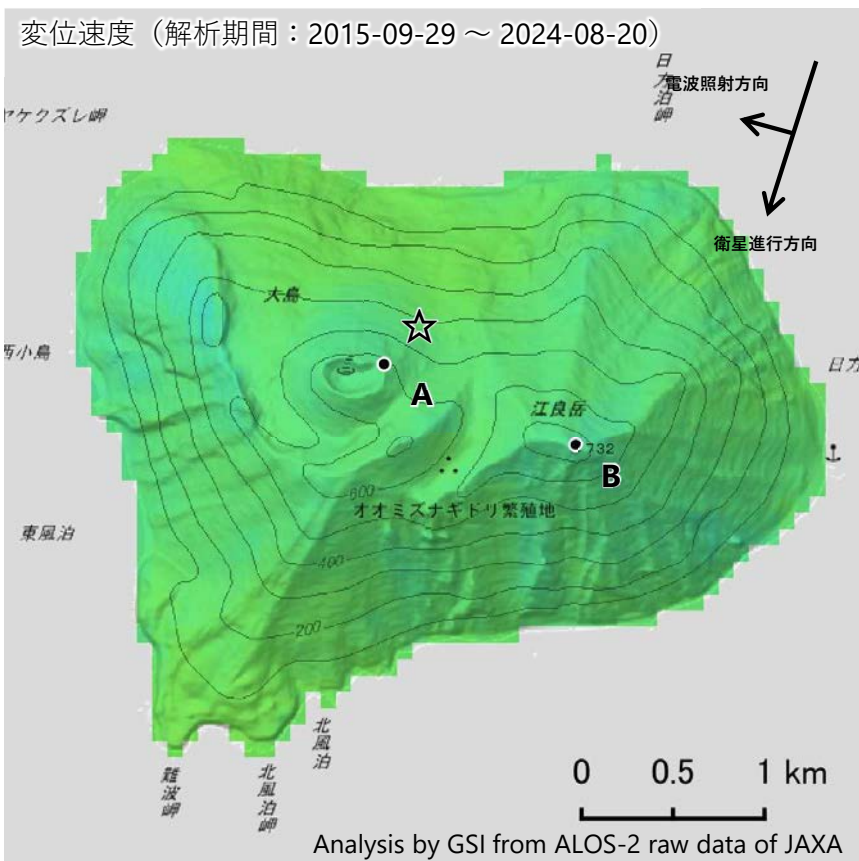 変位速度（解析期間：2015-09-29 ～ 2024-08-20）
日方泊岬
電波照射方向
ヤケクズレ岬
衛星進行方向
大島
西小島
日方
A
江良岳
732
B
600
オオミズナギドリ繁殖地
東風泊
400
200
北風泊
難波岬
北風泊岬
0 0.5 1 km
Analysis by GSI from ALOS-2 raw data of JAXA